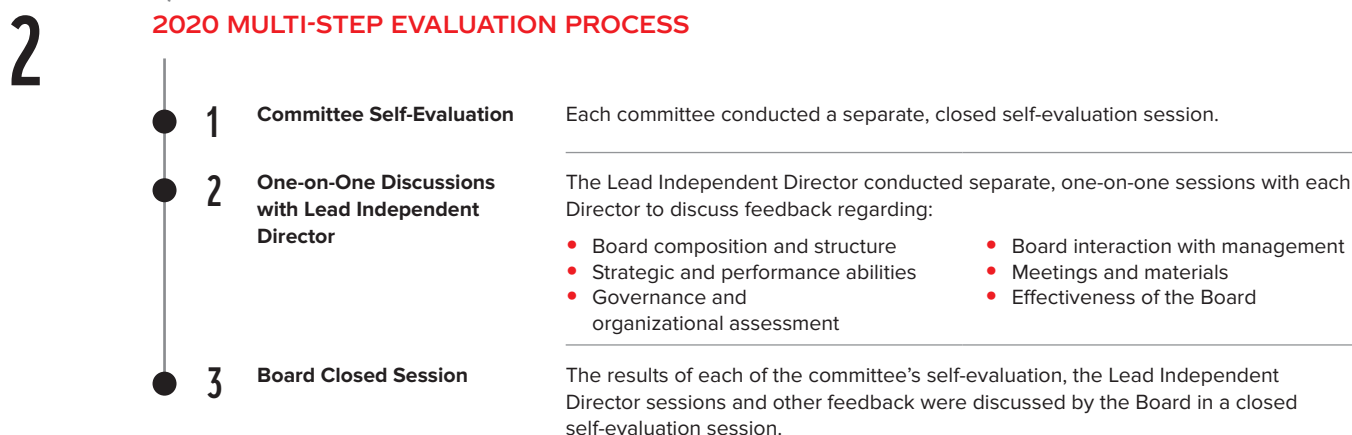 2
2020 MULTI-STEP EVALUATION PROCESS
1 Committee Self-Evaluation Each committee conducted a separate, closed self-evaluation session.
2 One-on-One Discussions with Lead Independent Director
The Lead Independent Director conducted separate, one-on-one sessions with each
Director to discuss feedback regarding:
• Board composition and structure
• Strategic and performance abilities
• Governance and
organizational assessment
• Board interaction with management
• Meetings and materials
• Effectiveness of the Board
3 Board Closed Session
The results of each of the committee’s self-evaluation, the Lead Independent
Director sessions and other feedback were discussed by the Board in a closed
self-evaluation session.